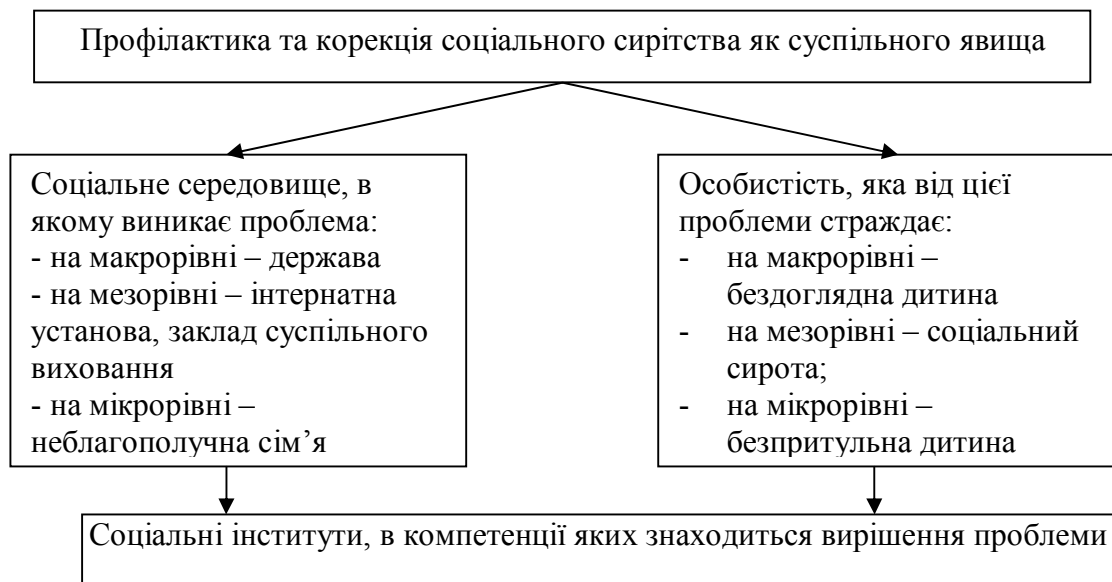 Профілактика та корекція соціального сирітства як суспільного явища
Соціальне середовище, в
якому виникає проблема:
- на макрорівні – держава
- на мезорівні – інтернатна
установа, заклад суспільного
виховання
- на мікрорівні –
неблагополучна сім’я
Особистість, яка від цієї
проблеми страждає:
- на макрорівні –
бездоглядна дитина
- на мезорівні – соціальний
сирота;
- на мікрорівні –
безпритульна дитина
Соціальні інститути, в компетенції яких знаходиться вирішення проблеми